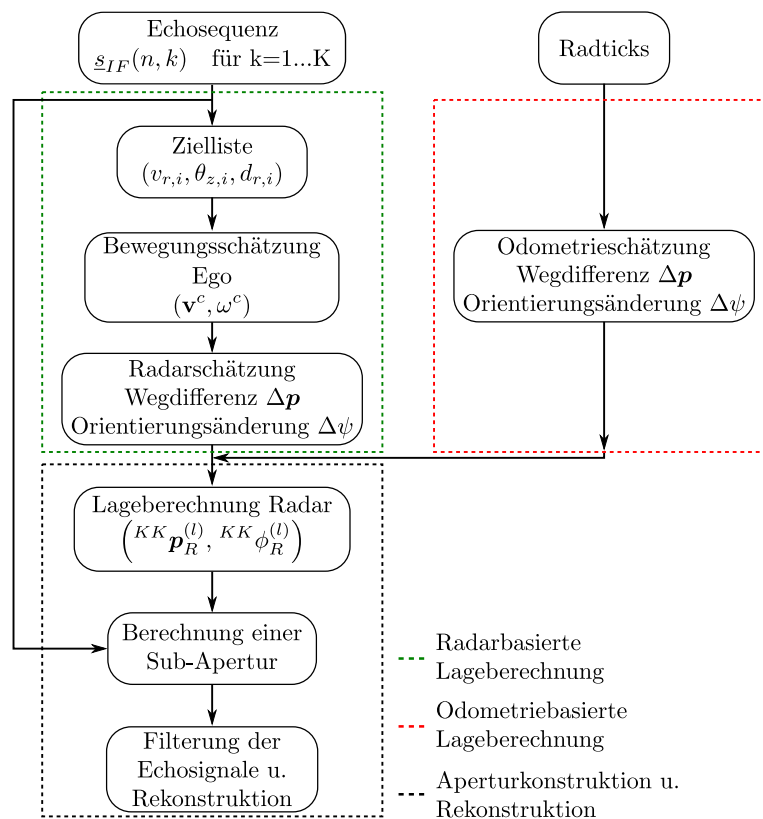 Echosequenz
s_{IF}(n, k) für k=1...K
Radticks
Zielliste
(v_{r,i}, θ_{z,i}, d_{r,i})
Bewegungsschätzung
Ego
(v^c, ω^c)
Odometrieschätzung
Wegdifferenz Δp
Orientierungsänderung Δψ
Radarschätzung
Wegdifferenz Δp
Orientierungsänderung Δψ
Lageberechnung Radar
(^{KK}p_R^{(l)}, ^{KK}ϕ_R^{(l)})
Berechnung einer
Sub-Apertur
Filterung der
Echosignale u.
Rekonstruktion
Radarbasierte
Lageberechnung
Odometriebasierte
Lageberechnung
Aperturkonstruktion u.
Rekonstruktion